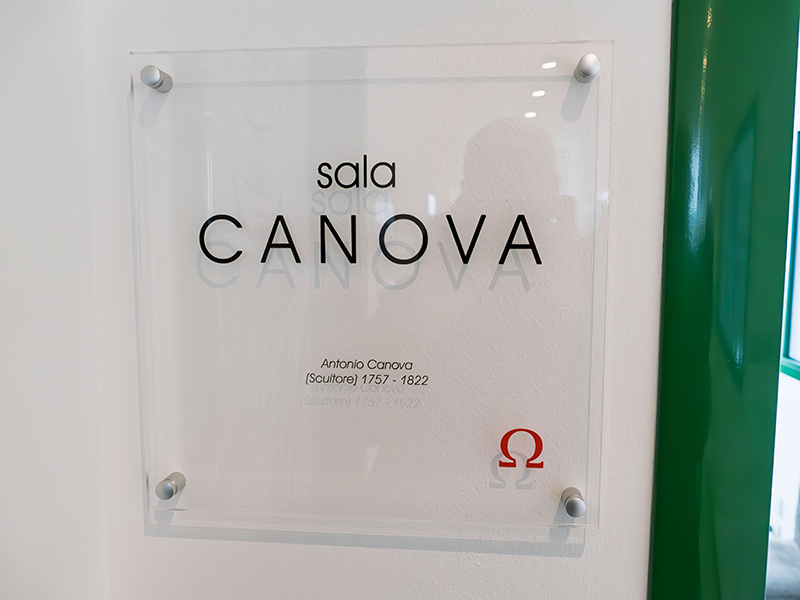 sala
CANOVA
Antonio Canova
(Scultore) 1757 - 1822
Ω